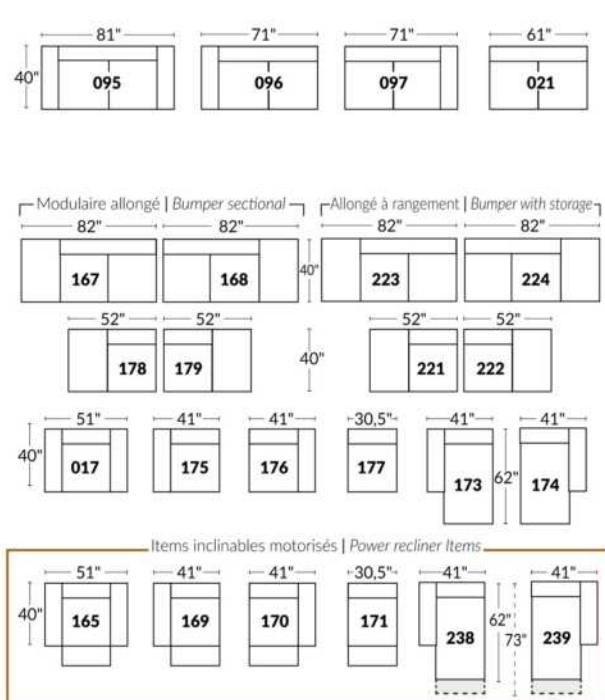 81" 71" 71" 61"
40" 095 096 097 021
Modulaire allongé | Bumper sectional Allongé à rangement | Bumper with storage
82" 82" 82" 82"
167 168 40" 223 224
52" 52" 52" 52"
178 179 40" 221 222
51" 41" 41" 30,5" 41" 41"
40" 017 175 176 177 173 62" 174
Items inclinables motorisés | Power recliner Items
51" 41" 41" 30,5" 41" 41"
40" 165 169 170 171 238 62" 73" 239